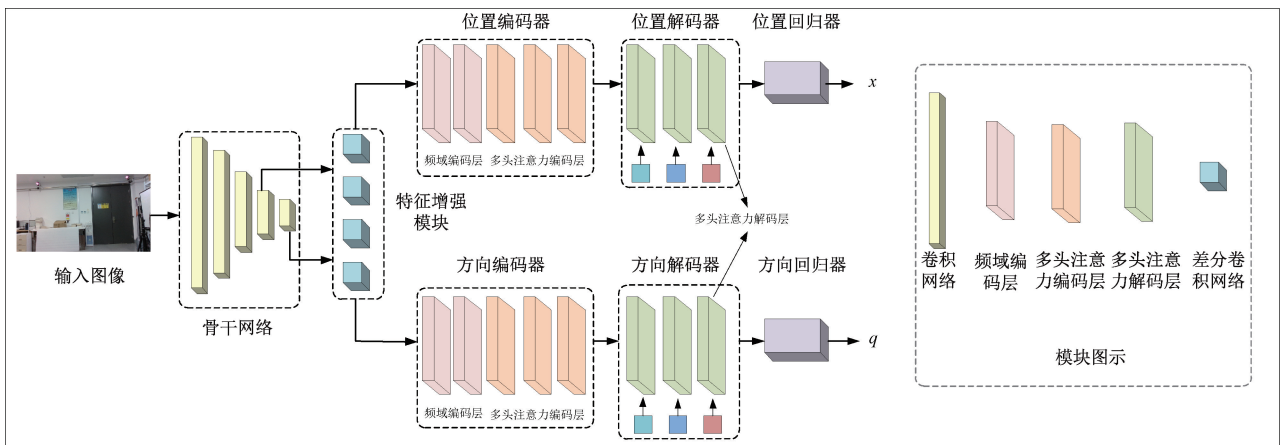 位置编码器
位置解码器
位置回归器
x
频域编码层
多头注意力编码层
特征增强
模块
多头注意力解码层
输入图像
骨干网络
方向编码器
方向解码器
方向回归器
q
频域编码层
多头注意力编码层
卷积
网络
频域编
码层
多头注意
力编码层
多头注意
力解码层
差分卷
积网络
模块图示